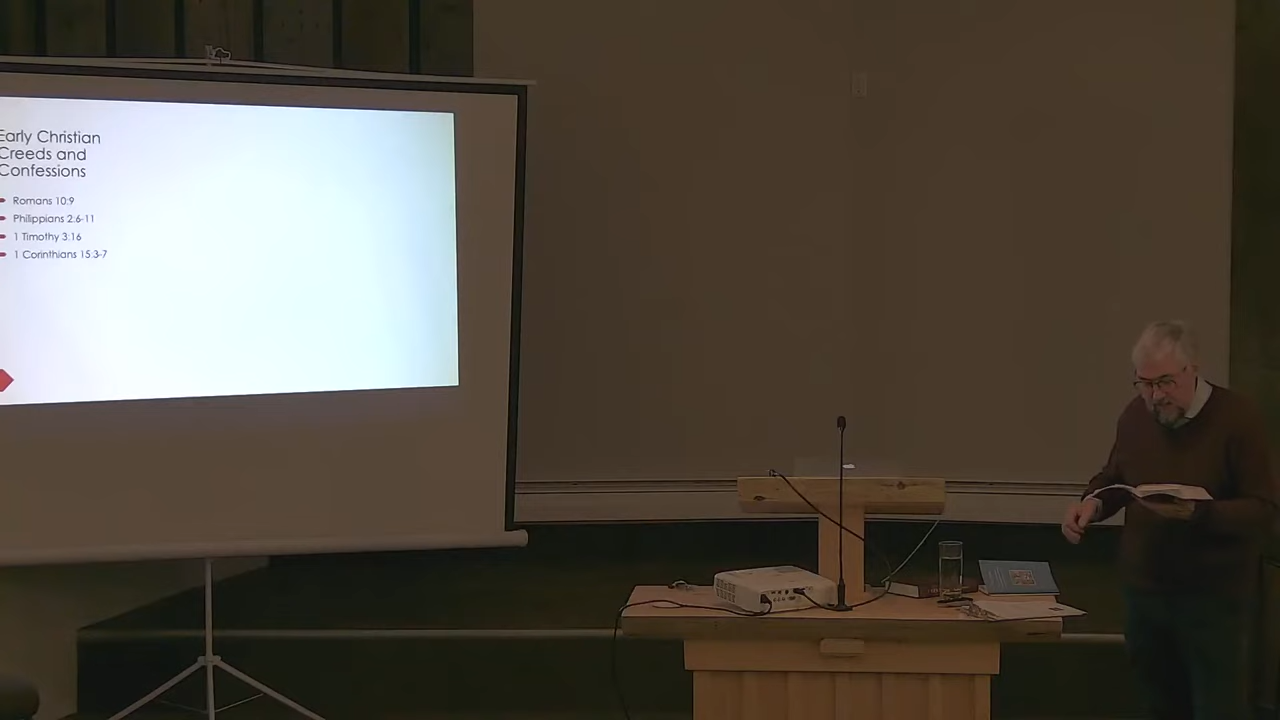 Early Christian
Creeds and
Confessions
Romans 10:9
Philippians 2.6-11
1 Timothy 3:16
1 Corinthians 15:3-7